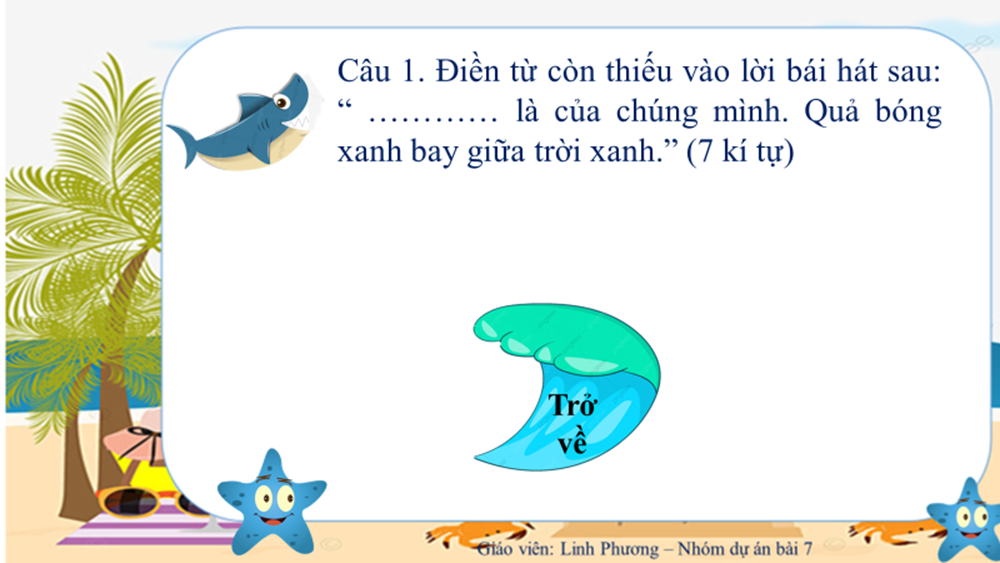 Câu 1. Điền từ còn thiếu vào lời bái hát sau:
“ ………… là của chúng mình. Quả bóng
xanh bay giữa trời xanh.” (7 kí tự)
Trở
về
Giáo viên: Linh Phương – Nhóm dự án bài 7